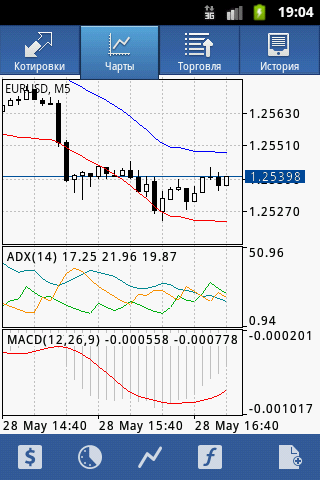 3G 19:04
Котировки Чарты Торговля История
EURUSD, M5
1.25630
1.25510
1.25398
1.25270
ADX(14) 17.25 21.96 19.87
50.96
0.94
MACD(12,26,9) -0.000558 -0.000778
-0.000201
-0.001017
28 May 14:40 28 May 15:40 28 May 16:40